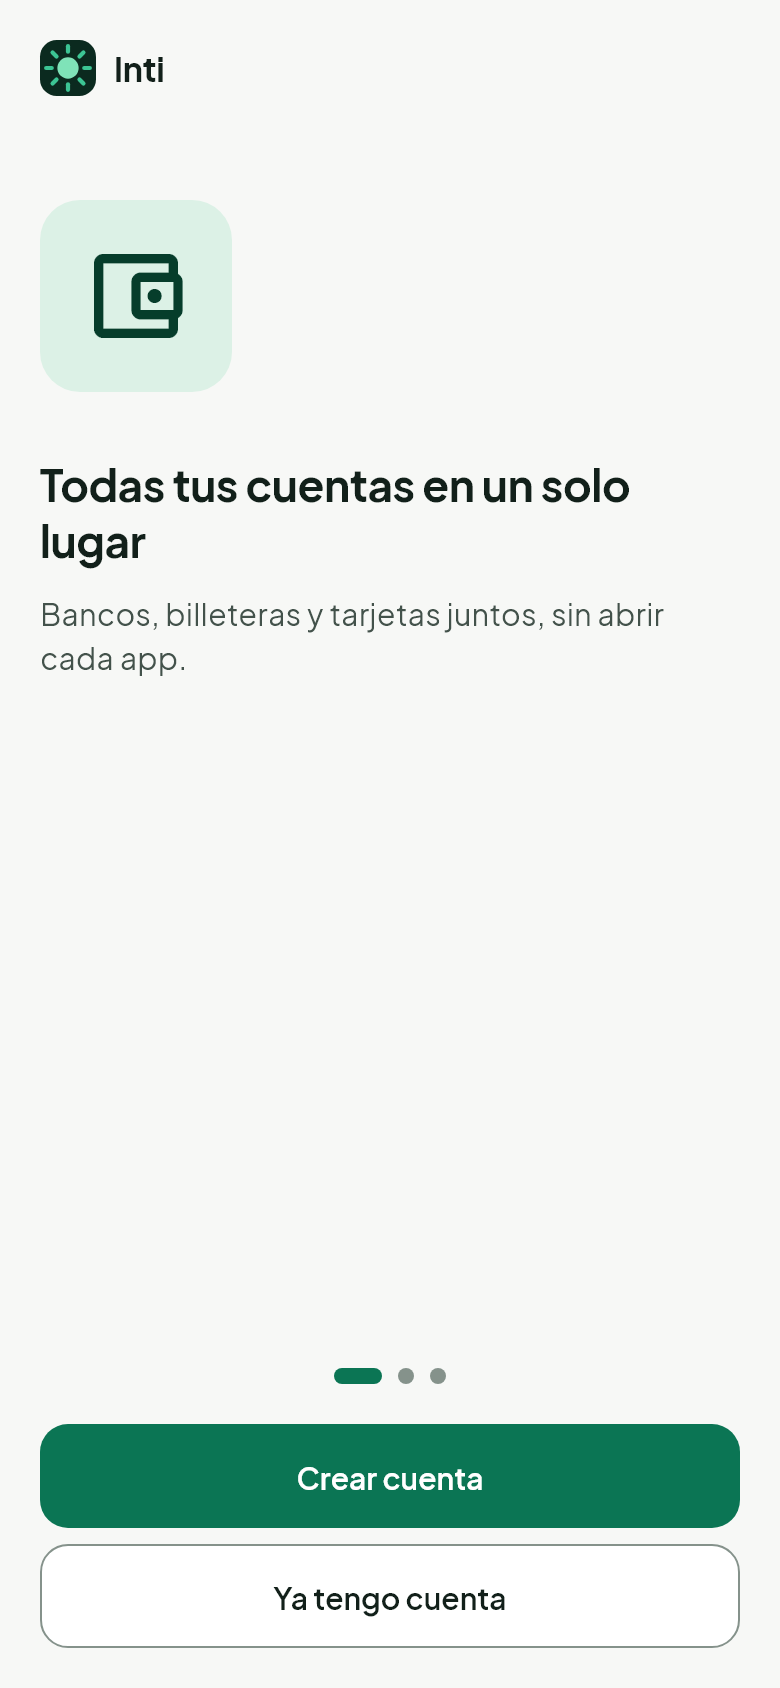 Inti
Todas tus cuentas en un solo
lugar
Bancos, billeteras y tarjetas juntos, sin abrir
cada app.
Crear cuenta
Ya tengo cuenta